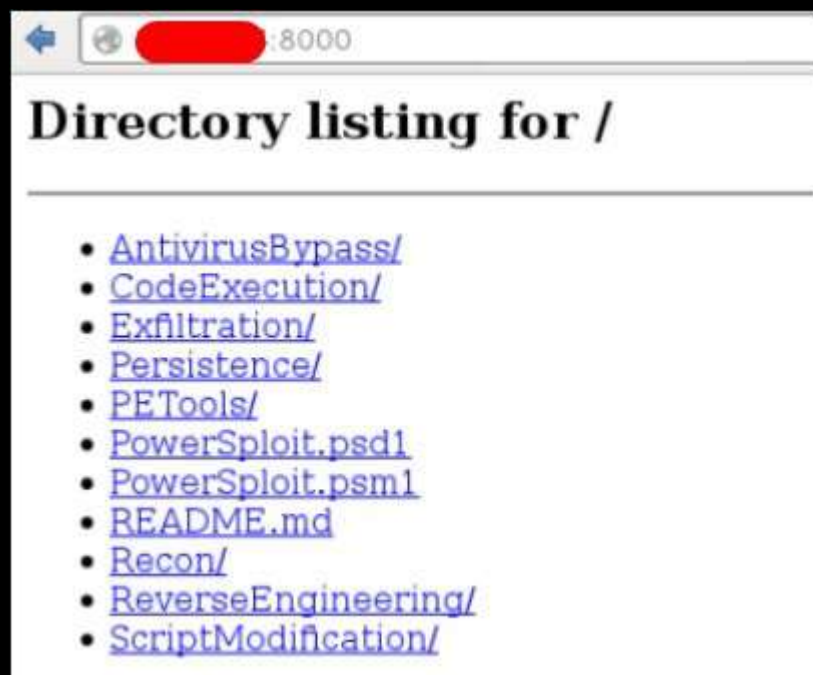 :8000
Directory listing for /
AntivirusBypass/
CodeExecution/
Exfiltration/
Persistence/
PETools/
PowerSploit.psd1
PowerSploit.psm1
README.md
Recon/
ReverseEngineering/
ScriptModification/